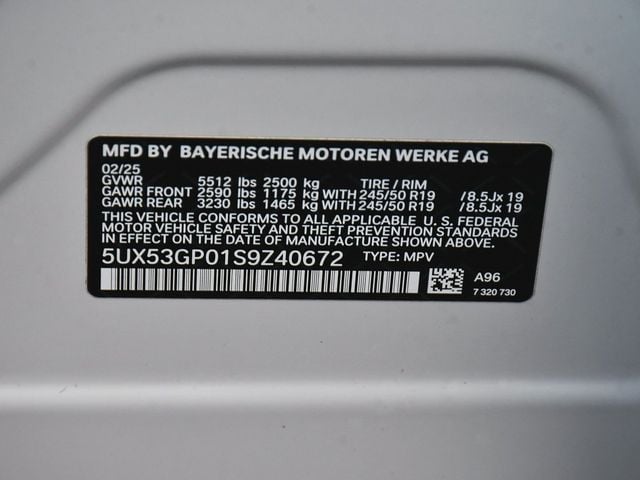 MFD BY BAYERISCHE MOTOREN WERKE AG
02/25
GVWR 5512 lbs 2500 kg TIRE / RIM
GAWR FRONT 2590 lbs 1175 kg WITH 245/50 R19 /8.5Jx 19
GAWR REAR 3230 lbs 1465 kg WITH 245/50 R19 /8.5Jx 19
THIS VEHICLE CONFORMS TO ALL APPLICABLE U. S. FEDERAL
MOTOR VEHICLE SAFETY AND THEFT PREVENTION STANDARDS
IN EFFECT ON THE DATE OF MANUFACTURE SHOWN ABOVE.
5UX53GP01S9Z40672 TYPE: MPV
A96
7 320 730